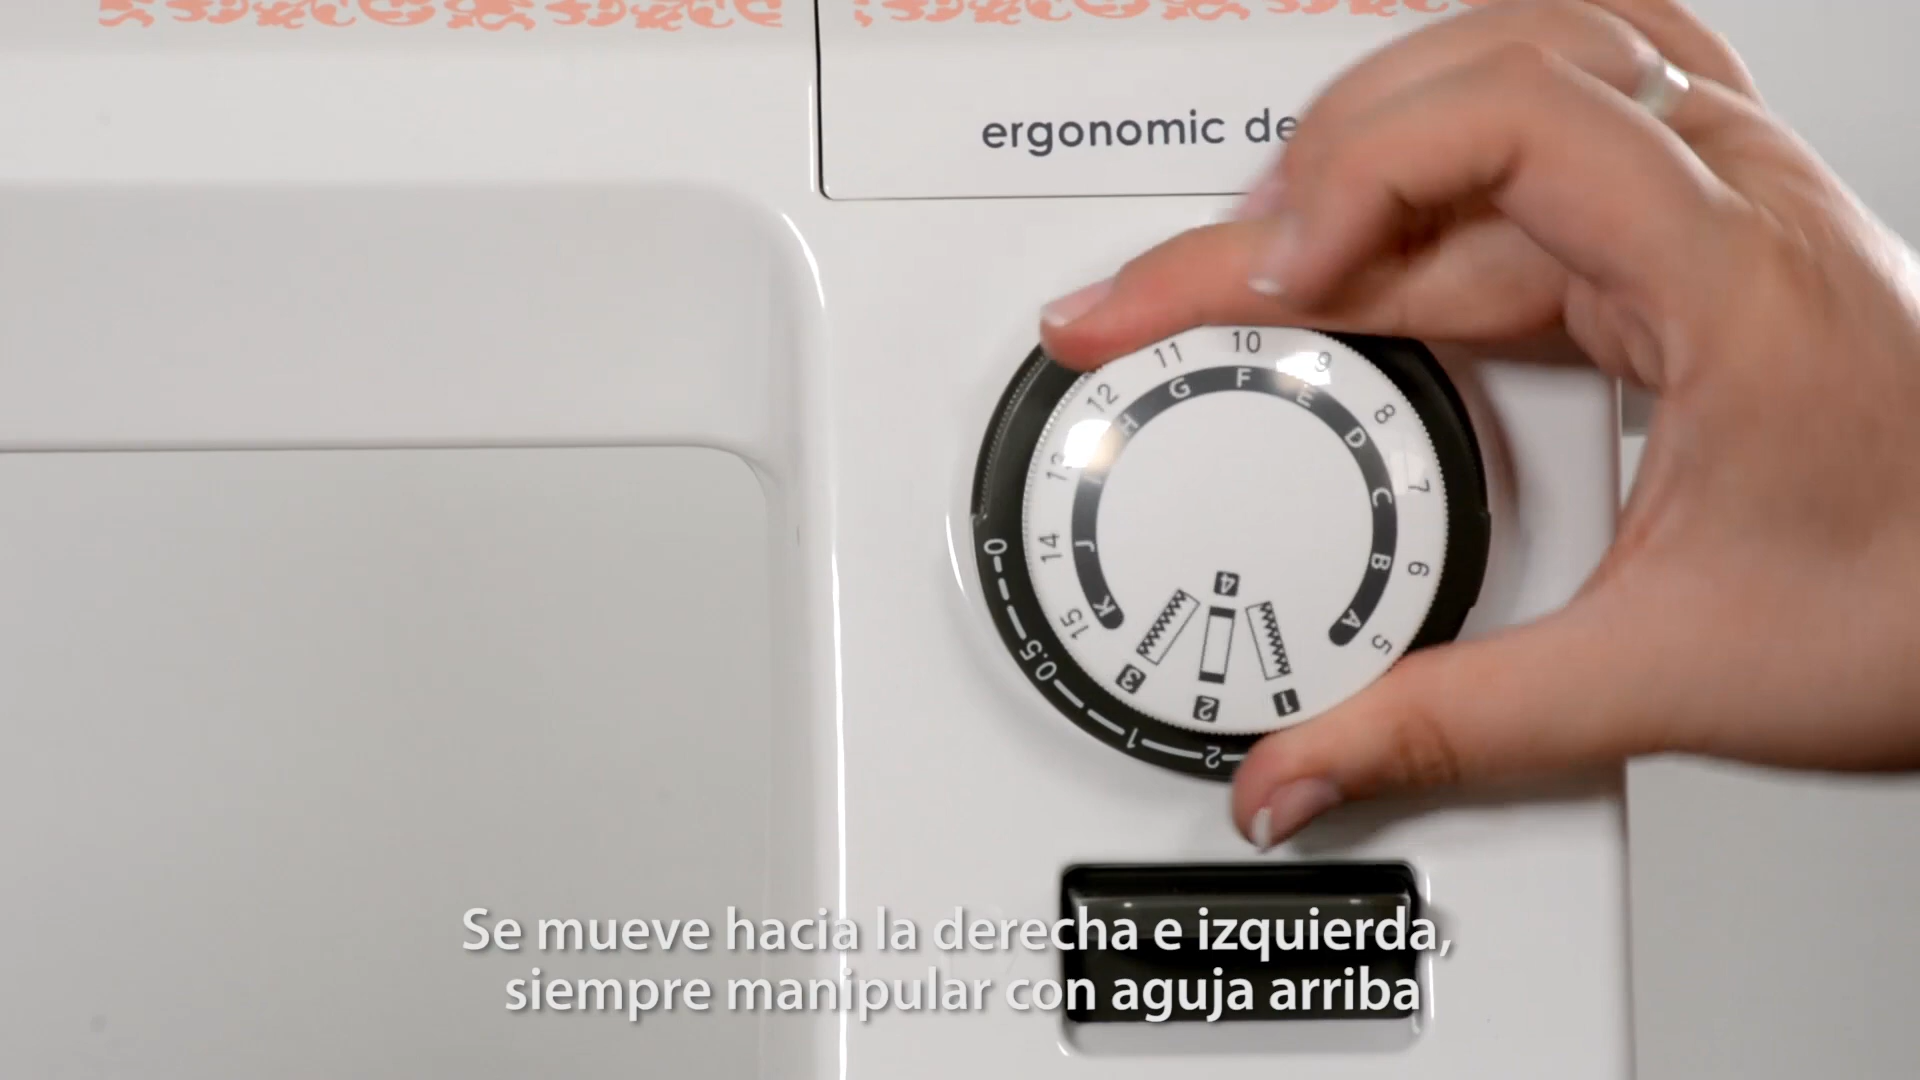 ergonomic de
11 10 9
12 G F E 8
H D
13 C 7
14 J B 6
15 K 4 A 5
3 2 1
0 0.5 1 2
Se mueve hacia la derecha e izquierda,
siempre manipular con aguja arriba